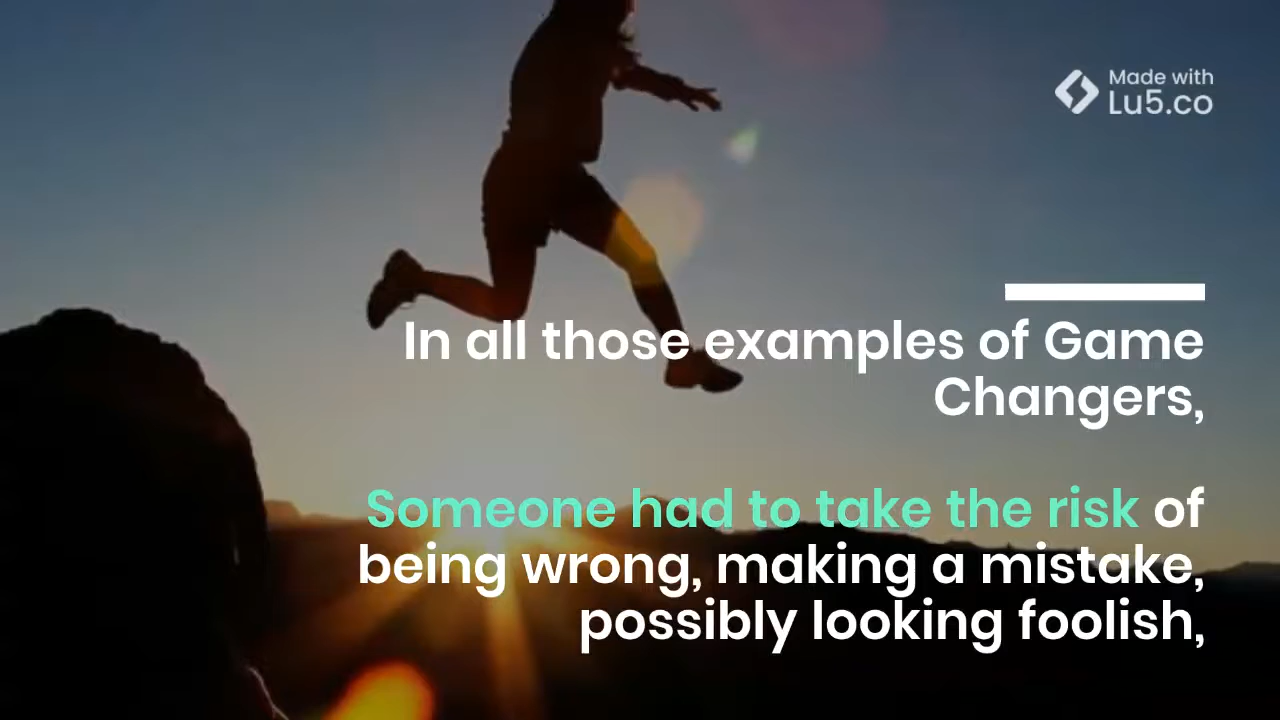 Made with
Lu5.co
In all those examples of Game
Changers,
Someone had to take the risk of
being wrong, making a mistake,
possibly looking foolish,